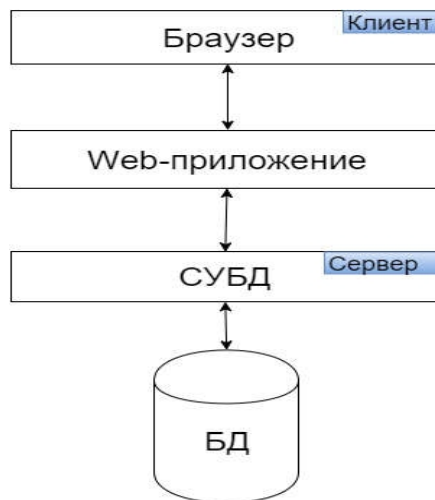 Клиент
Браузер
Web-приложение
Сервер
СУБД
БД